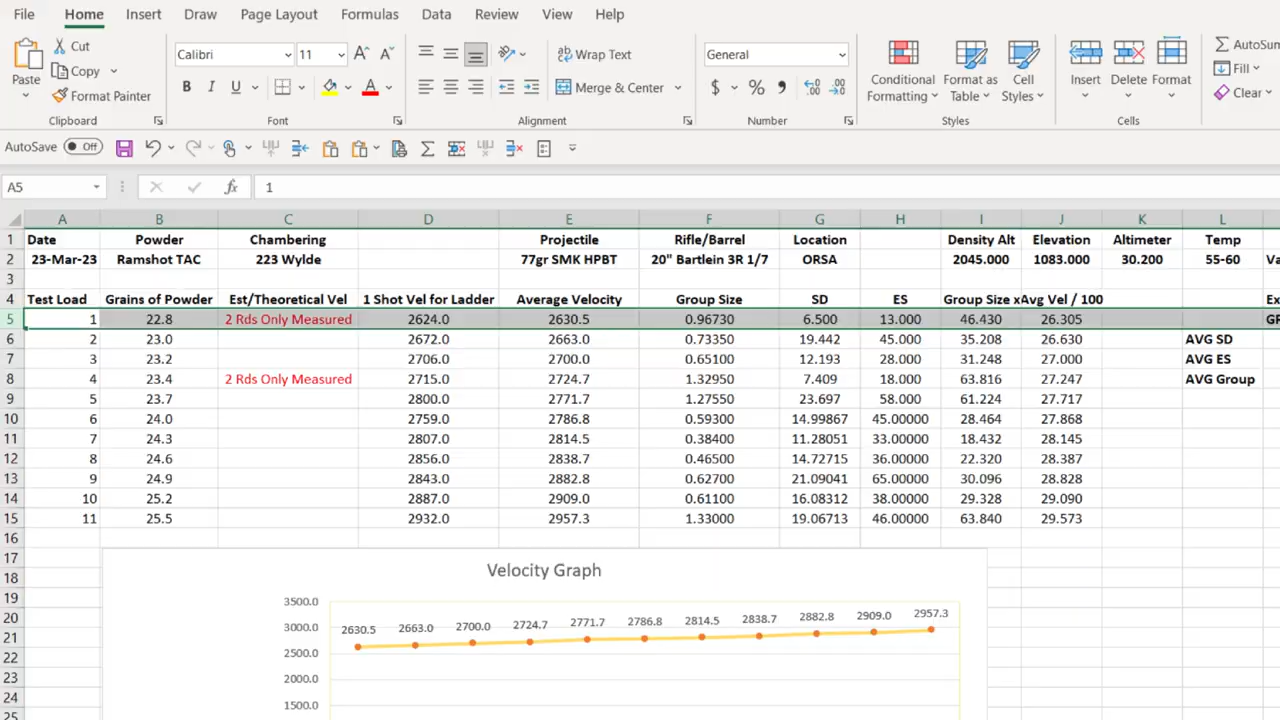 File Home Insert Draw Page Layout Formulas Data Review View Help
Cut
Copy
Format Painter
Paste
Clipboard
Calibri 11
B I U
Font
Wrap Text
Merge & Center
Alignment
General
$ % ,
Number
Conditional Formatting
Format as Table
Cell Styles
Styles
Insert Delete Format
Cells
AutoSum
Fill
Clear
AutoSave Off
A5 fx 1
A B C D E F G H I J K L
1 Date Powder Chambering Projectile Rifle/Barrel Location Density Alt Elevation Altimeter Temp
2 23-Mar-23 Ramshot TAC 223 Wylde 77gr SMK HPBT 20" Bartlein 3R 1/7 ORSA 2045.000 1083.000 30.200 55-60 Va
3
4 Test Load Grains of Powder Est/Theoretical Vel 1 Shot Vel for Ladder Average Velocity Group Size SD ES Group Size x Avg Vel / 100 Ex
5 1 22.8 2 Rds Only Measured 2624.0 2630.5 0.96730 6.500 13.000 46.430 26.305 GR
6 2 23.0 2672.0 2663.0 0.73350 19.442 45.000 35.208 26.630 AVG SD
7 3 23.2 2706.0 2700.0 0.65100 12.193 28.000 31.248 27.000 AVG ES
8 4 23.4 2 Rds Only Measured 2715.0 2724.7 1.32950 7.409 18.000 63.816 27.247 AVG Group
9 5 23.7 2800.0 2771.7 1.27550 23.697 58.000 61.224 27.717
10 6 24.0 2759.0 2786.8 0.59300 14.99867 45.00000 28.464 27.868
11 7 24.3 2807.0 2814.5 0.38400 11.28051 33.00000 18.432 28.145
12 8 24.6 2856.0 2838.7 0.46500 14.72715 36.00000 22.320 28.387
13 9 24.9 2843.0 2882.8 0.62700 21.09041 65.00000 30.096 28.828
14 10 25.2 2887.0 2909.0 0.61100 16.08312 38.00000 29.328 29.090
15 11 25.5 2932.0 2957.3 1.33000 19.06713 46.00000 63.840 29.573
16
17
18
19
20
21
22
23
24
25
Velocity Graph
3500.0
3000.0
2500.0
2000.0
1500.0
2630.5 2663.0 2700.0 2724.7 2771.7 2786.8 2814.5 2838.7 2882.8 2909.0 2957.3